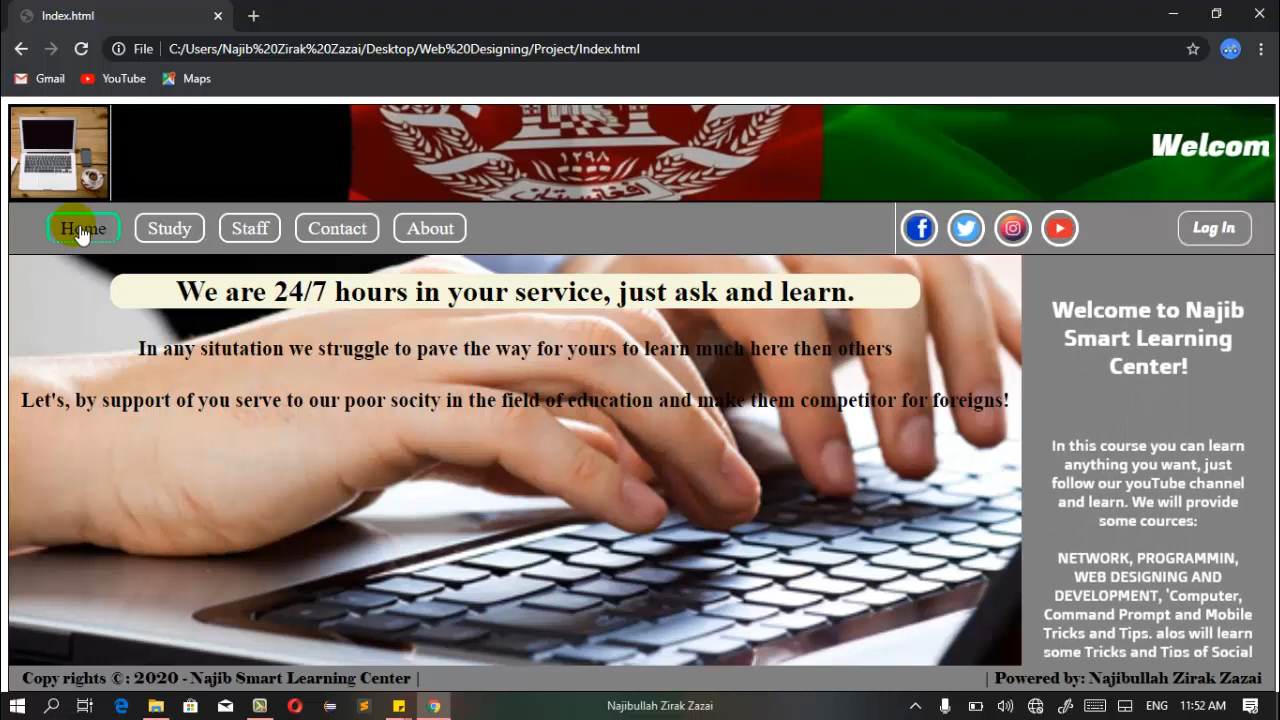 Index.html
File
C:/Users/Najib%20Zirak%20Zazai/Desktop/Web%20Designing/Project/Index.html
Gmail
YouTube
Maps
١٢٩٨
افغانستان
Welcom
Home
Study
Staff
Contact
About
Log In
We are 24/7 hours in your service, just ask and learn.
In any situtation we struggle to pave the way for yours to learn much here then others
Let's, by support of you serve to our poor socity in the field of education and make them competitor for foreigns!
Welcome to Najib
Smart Learning
Center!
In this course you can learn
anything you want, just
follow our youTube channel
and learn. We will provide
some cources:
NETWORK, PROGRAMMIN,
WEB DESIGNING AND
DEVELOPMENT, 'Computer,
Command Prompt and Mobile
Tricks and Tips. alos will learn
some Tricks and Tips of Social
Copy rights ©: 2020 - Najib Smart Learning Center |
| Powered by: Najibullah Zirak Zazai
Najibullah Zirak Zazai
ENG
11:52 AM